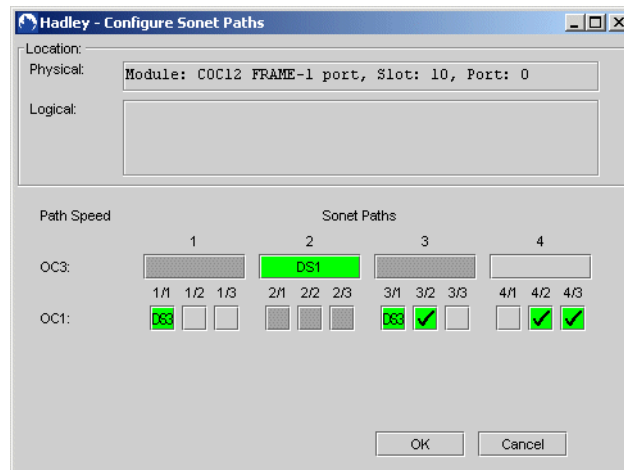 Hadley - Configure Sonet Paths
Location:
Physical: Module: COC12 FRAME-1 port, Slot: 10, Port: 0
Logical:
Path Speed Sonet Paths
1 2 3 4
OC3: DS1
1/1 1/2 1/3 2/1 2/2 2/3 3/1 3/2 3/3 4/1 4/2 4/3
OC1: DS3 DS3
OK Cancel